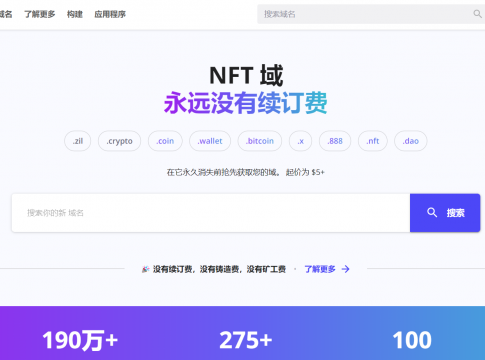 域名 了解更多 构建 应用程序 搜索域名
NFT 域
永远没有续订费
.zil .crypto .coin .wallet .bitcoin .x .888 .nft .dao
在它永久消失前抢先获取您的域。 起价为 $5+
搜索你的新 域名 搜索
🎉 没有续订费，没有铸造费，没有矿工费 · 了解更多 →
190万+ 275+ 100